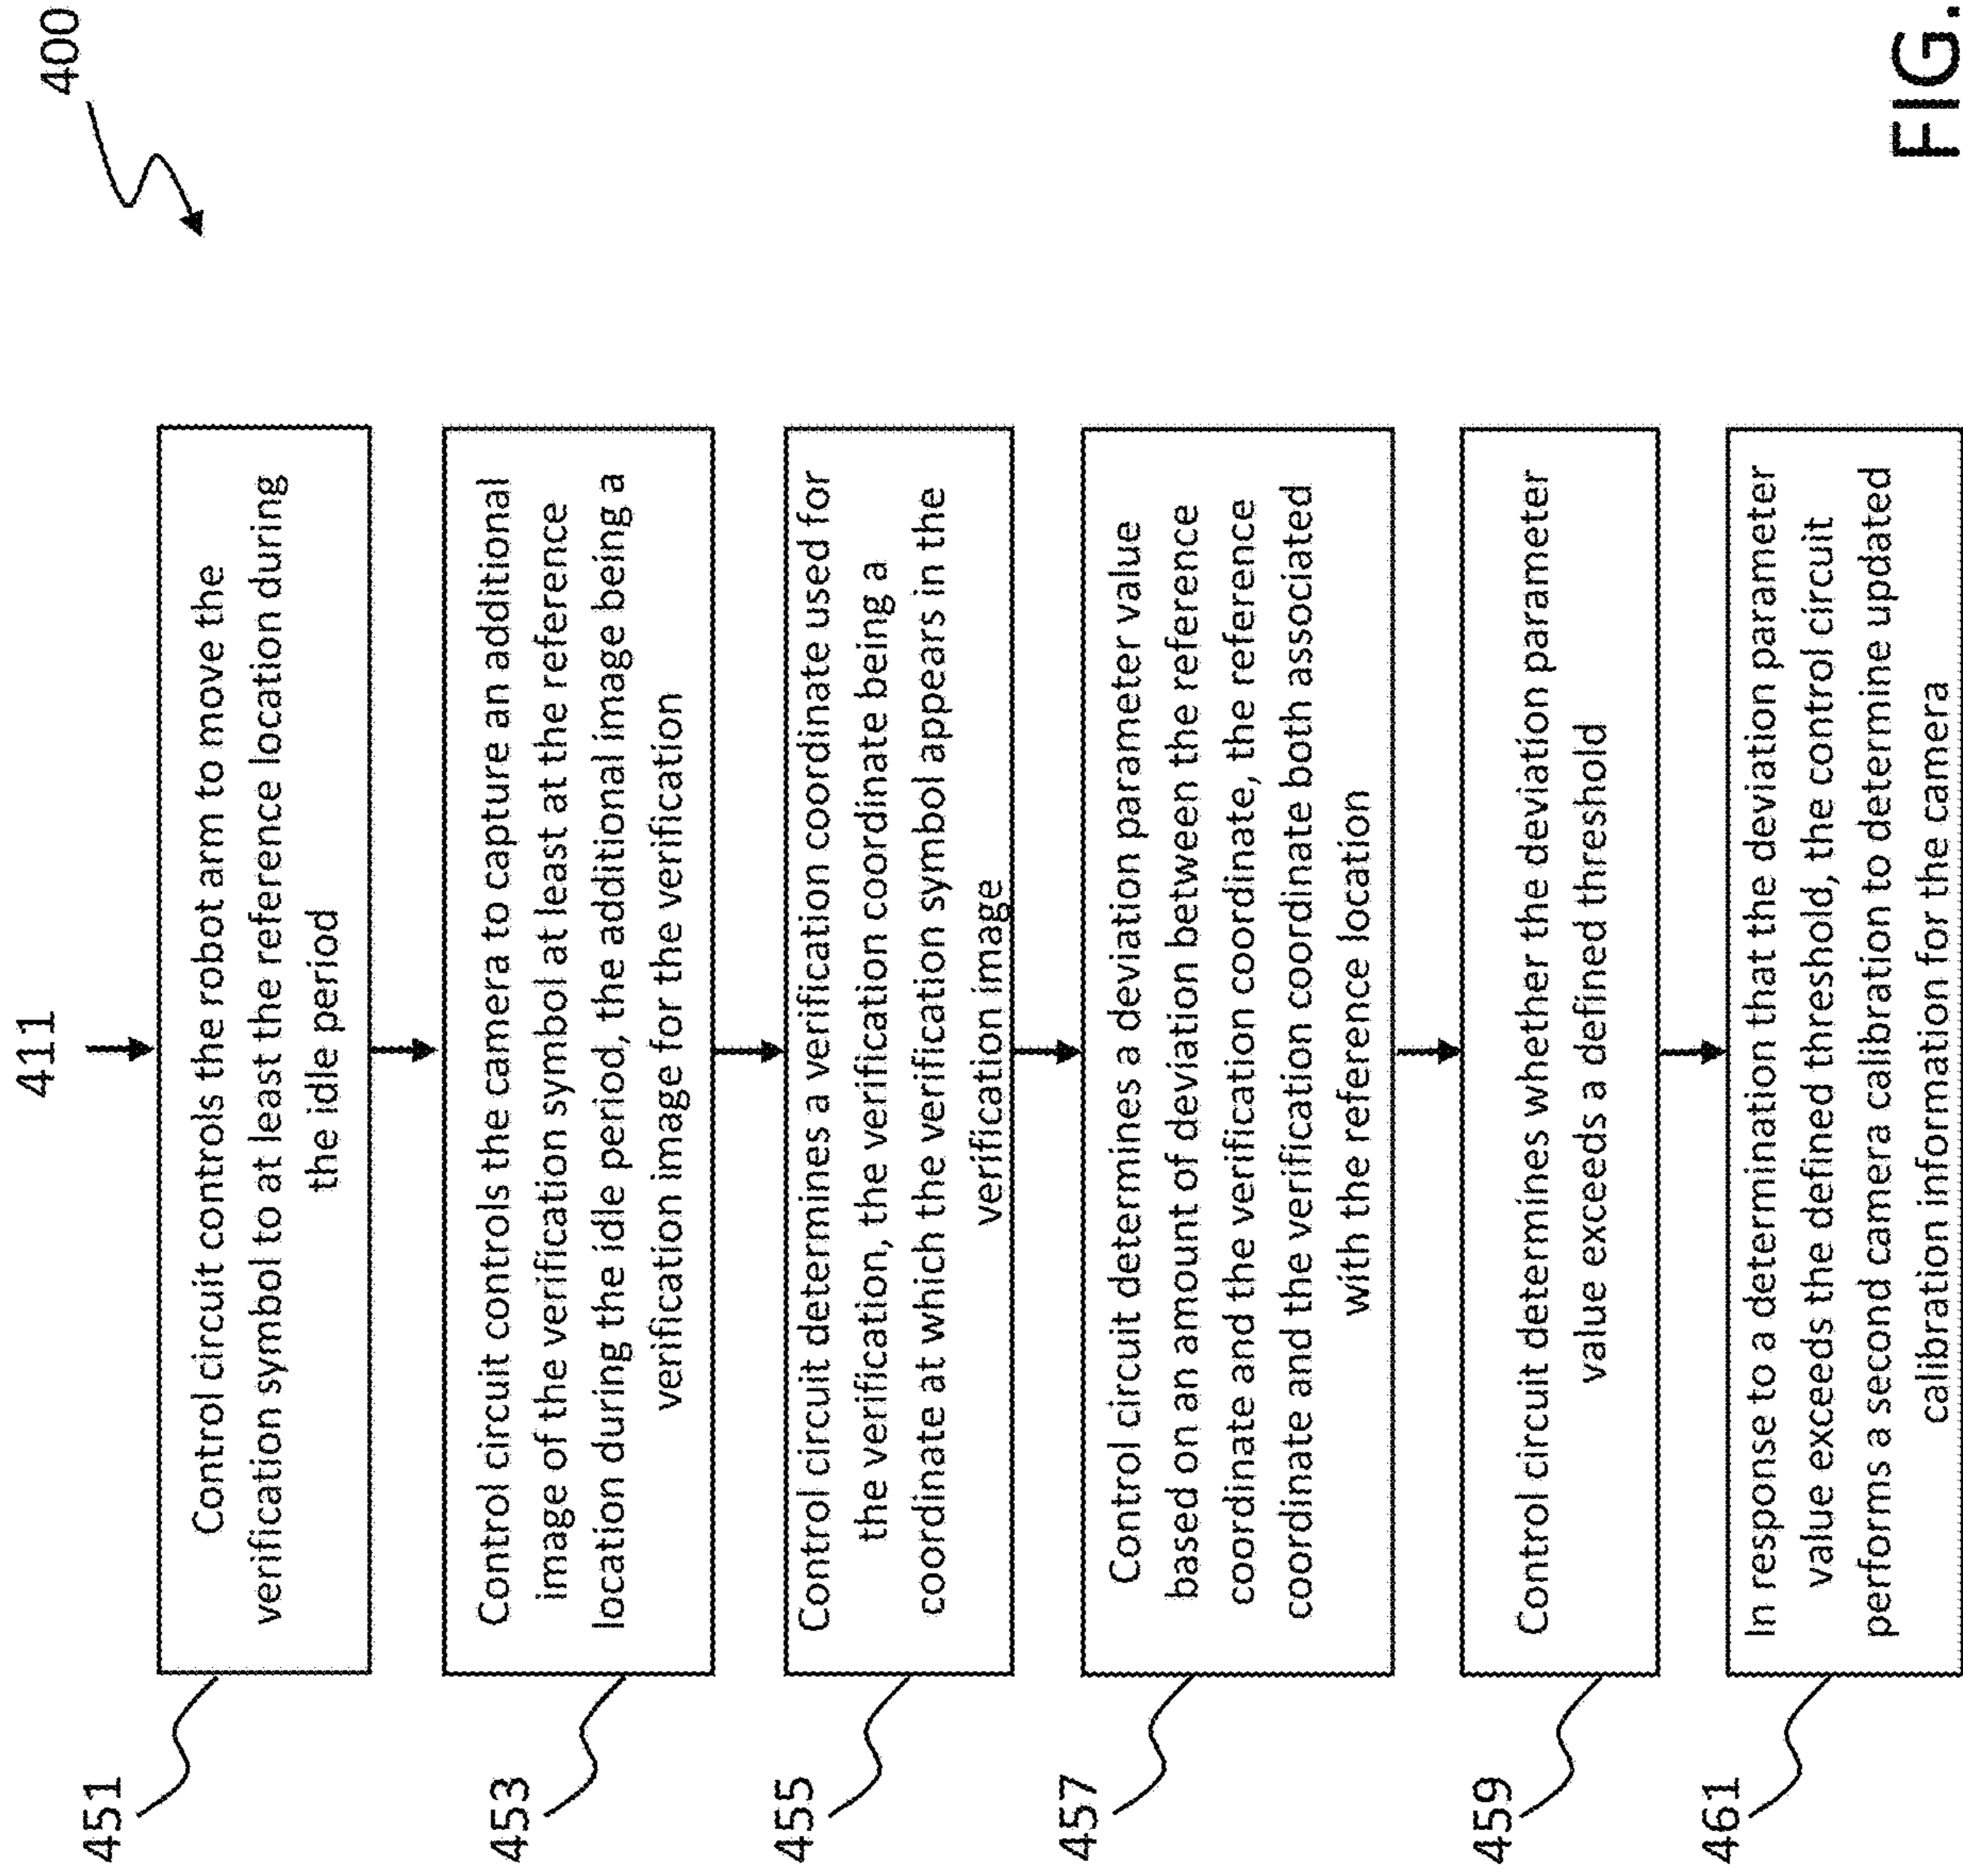 400
411
451
Control circuit controls the robot arm to move the
verification symbol to at least the reference location during
the idle period
453
Control circuit controls the camera to capture an additional
image of the verification symbol at least at the reference
location during the idle period, the additional image being a
verification image for the verification
455
Control circuit determines a verification coordinate used for
the verification, the verification coordinate being a
coordinate at which the verification symbol appears in the
verification image
457
Control circuit determines a deviation parameter value
based on an amount of deviation between the reference
coordinate and the verification coordinate, the reference
coordinate and the verification coordinate both associated
with the reference location
459
Control circuit determines whether the deviation parameter
value exceeds a defined threshold
461
In response to a determination that the deviation parameter
value exceeds the defined threshold, the control circuit
performs a second camera calibration to determine updated
calibration information for the camera
FIG.